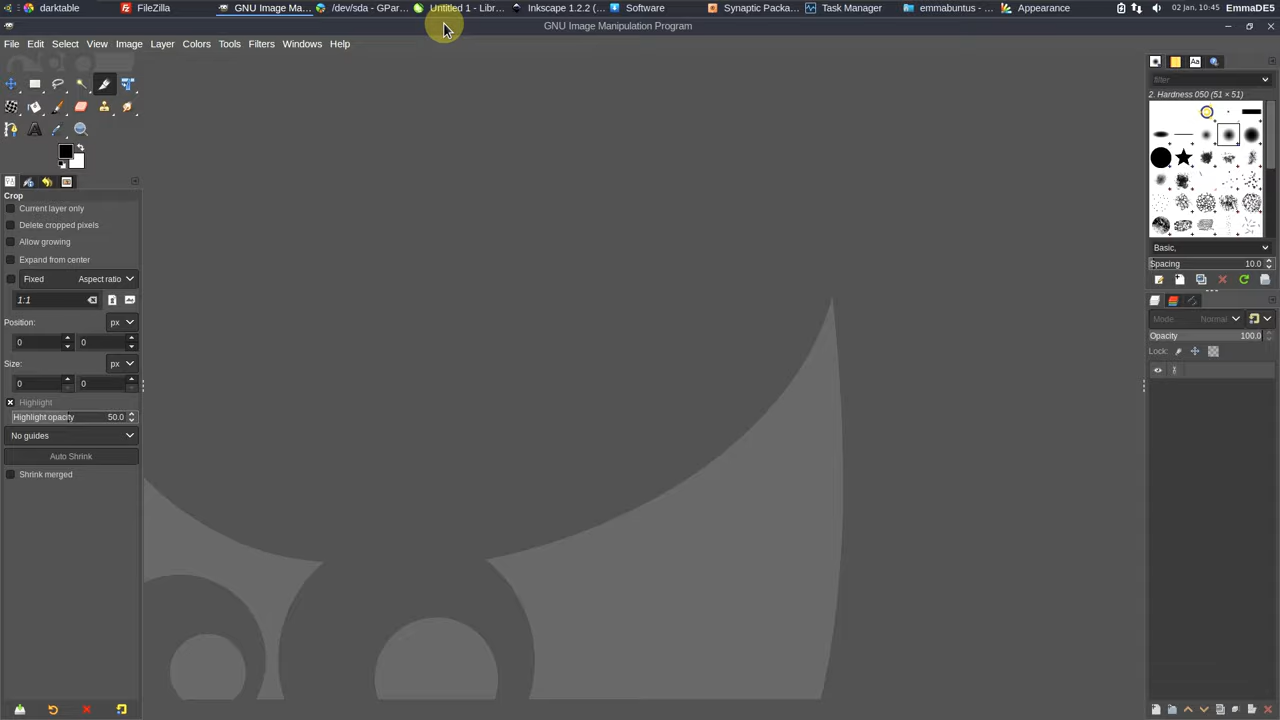 darktable FileZilla GNU Image Ma... /dev/sda - GPar... Untitled 1 - Libr... Inkscape 1.2.2 (... Software Synaptic Packa... Task Manager emmabuntus - ... Appearance 02 Jan, 10:45 EmmaDE5
GNU Image Manipulation Program
File Edit Select View Image Layer Colors Tools Filters Windows Help
filter
2. Hardness 050 (51 × 51)
Crop
Current layer only
Delete cropped pixels
Allow growing
Expand from center
Fixed Aspect ratio
1:1
Position: px
0 0
Size: px
0 0
Highlight
Highlight opacity 50.0
No guides
Auto Shrink
Shrink merged
Basic,
Spacing 10.0
Mode Normal
Opacity 100.0
Lock: